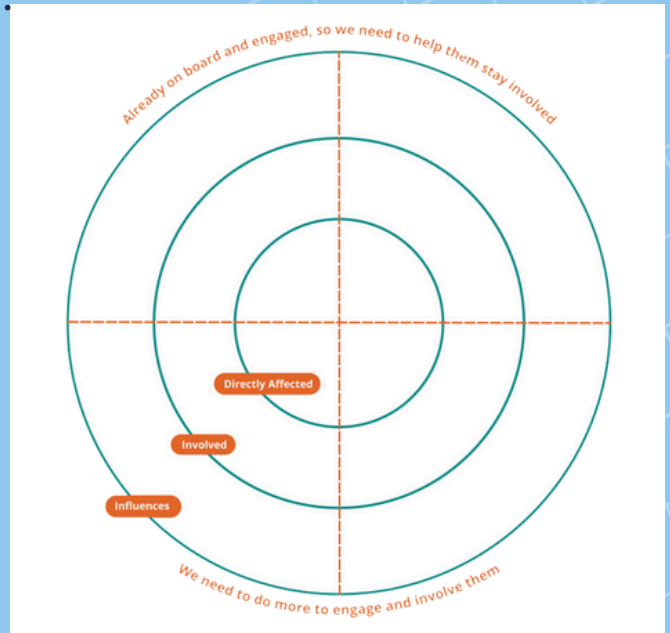 Already on board and engaged, so we need to help them stay involved
Directly Affected
Involved
Influences
We need to do more to engage and involve them